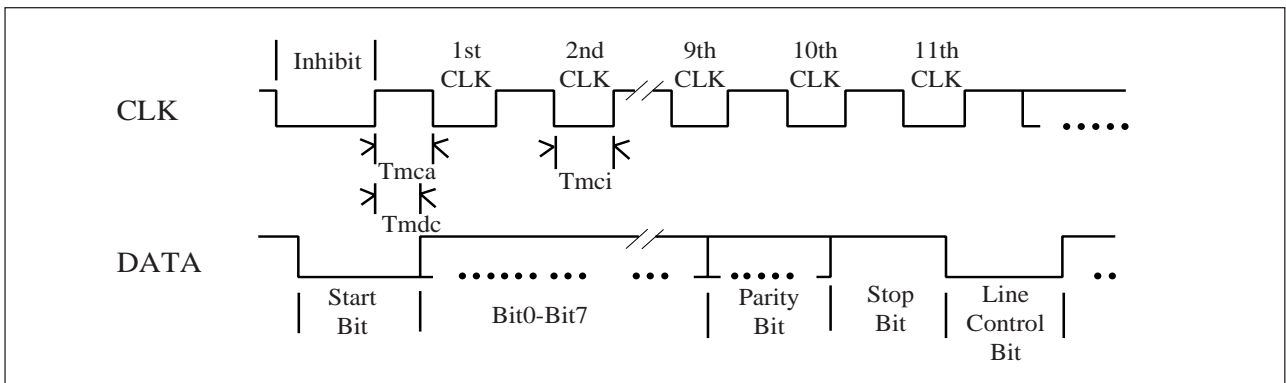 Inhibit
1st
CLK
2nd
CLK
9th
CLK
10th
CLK
11th
CLK
CLK
Tmca
Tmci
Tmdc
DATA
Start
Bit
Bit0-Bit7
Parity
Bit
Stop
Bit
Line
Control
Bit